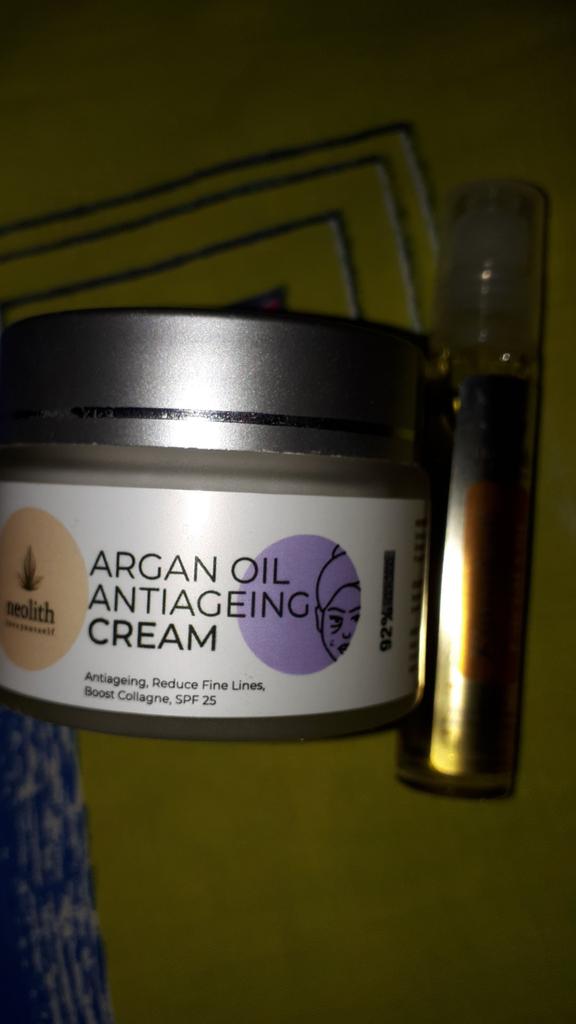 neolith
ARGAN OIL
ANTIAGEING
CREAM
Antiageing, Reduce Fine Lines,
Boost Collagne, SPF 25
92%